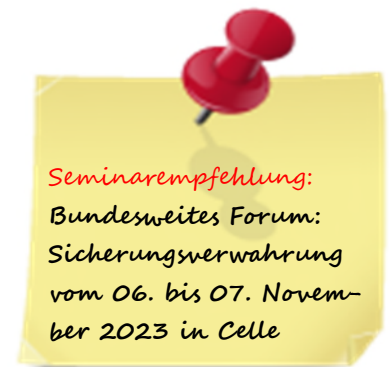 Seminarempfehlung:
Bundesweites Forum:
Sicherungsverwahrung
vom 06. bis 07. Novem-
ber 2023 in Celle